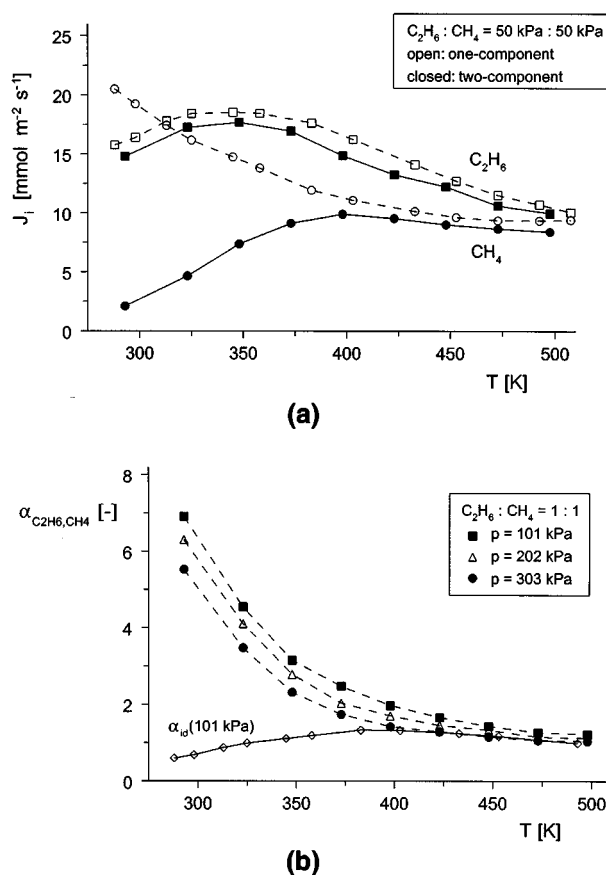 C₂H₆ : CH₄ = 50 kPa : 50 kPa
open: one-component
closed: two-component
25
20
15
10
5
0
Jᵢ [mmol m⁻² s⁻¹]
C₂H₆
CH₄
300 350 400 450 500
T [K]
(a)
8
6
4
2
0
α_C2H6,CH4 [-]
C₂H₆ : CH₄ = 1 : 1
p = 101 kPa
p = 202 kPa
p = 303 kPa
α_id(101 kPa)
300 350 400 450 500
T [K]
(b)